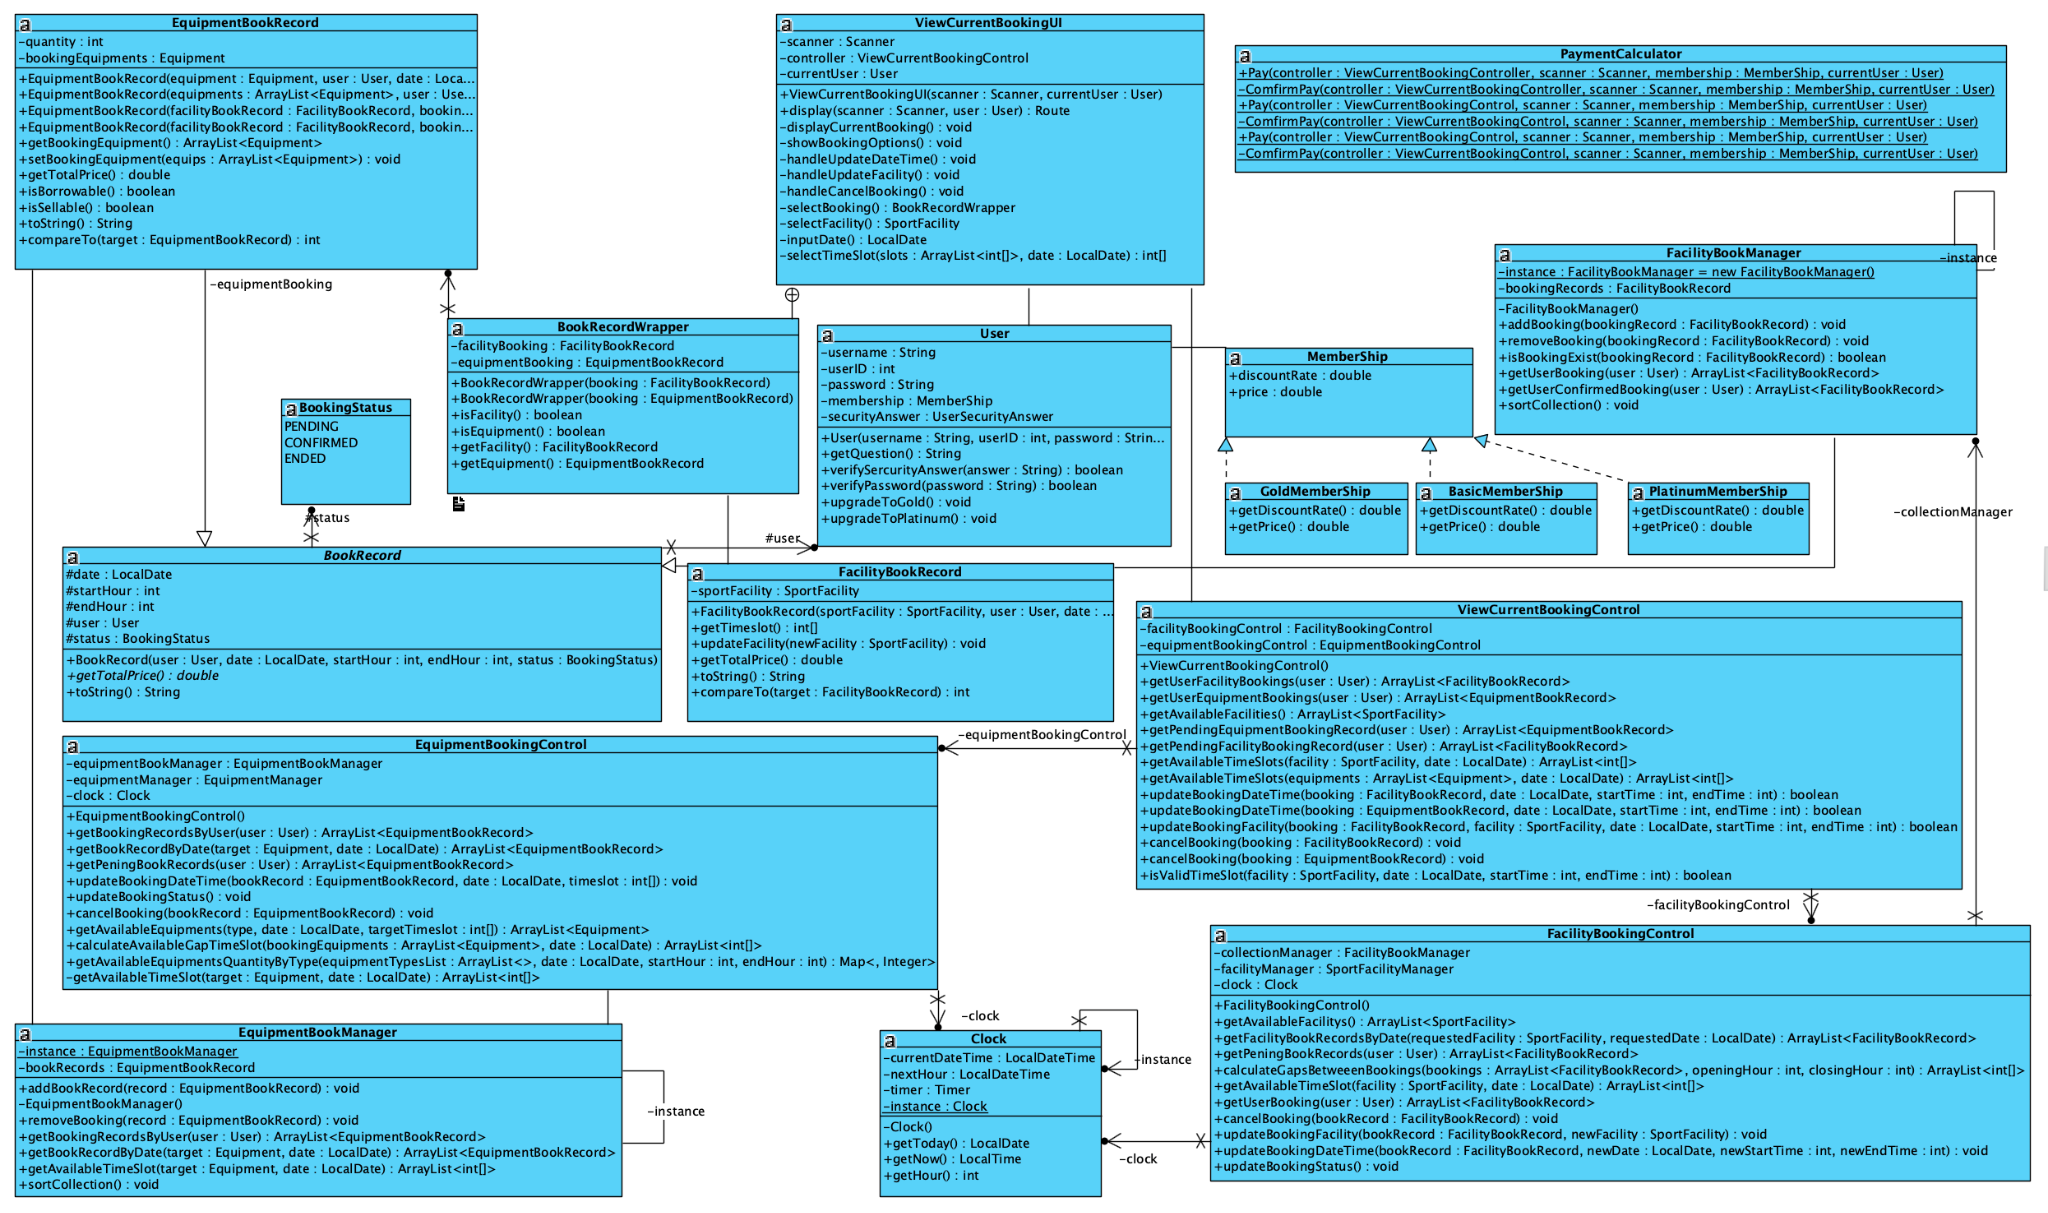 EquipmentBookRecord
-quantity : int
-bookingEquipments : Equipment
+EquipmentBookRecord(equipment : Equipment, user : User, date : Loca...
+EquipmentBookRecord(equipments : ArrayList<Equipment>, user : Use...
+EquipmentBookRecord(facilityBookRecord : FacilityBookRecord, bookin...
+EquipmentBookRecord(facilityBookRecord : FacilityBookRecord, bookin...
+getBookingEquipment() : ArrayList<Equipment>
+setBookingEquipment(equips : ArrayList<Equipment>) : void
+getTotalPrice() : double
+isBorrowable() : boolean
+isSellable() : boolean
+toString() : String
+compareTo(target : EquipmentBookRecord) : int
ViewCurrentBookingUI
-scanner : Scanner
-controller : ViewCurrentBookingControl
-currentUser : User
+ViewCurrentBookingUI(scanner : Scanner, currentUser : User)
+display(scanner : Scanner, user : User) : Route
-displayCurrentBooking() : void
-showBookingOptions() : void
-handleUpdateDateTime() : void
-handleUpdateFacility() : void
-handleCancelBooking() : void
-selectBooking() : BookRecordWrapper
-selectFacility() : SportFacility
-inputDate() : LocalDate
-selectTimeSlot(slots : ArrayList<int[]>, date : LocalDate) : int[]
PaymentCalculator
+Pay(controller : ViewCurrentBookingController, scanner : Scanner, membership : MemberShip, currentUser : User)
-ComfirmPay(controller : ViewCurrentBookingController, scanner : Scanner, membership : MemberShip, currentUser : User)
+Pay(controller : ViewCurrentBookingControl, scanner : Scanner, membership : MemberShip, currentUser : User)
-ComfirmPay(controller : ViewCurrentBookingControl, scanner : Scanner, membership : MemberShip, currentUser : User)
+Pay(controller : ViewCurrentBookingControl, scanner : Scanner, membership : MemberShip, currentUser : User)
-ComfirmPay(controller : ViewCurrentBookingControl, scanner : Scanner, membership : MemberShip, currentUser : User)
FacilityBookManager
-instance : FacilityBookManager = new FacilityBookManager()
-bookingRecords : FacilityBookRecord
-FacilityBookManager()
+addBooking(bookingRecord : FacilityBookRecord) : void
+removeBooking(bookingRecord : FacilityBookRecord) : void
+isBookingExist(bookingRecord : FacilityBookRecord) : boolean
+getUserBooking(user : User) : ArrayList<FacilityBookRecord>
+getUserConfirmedBooking(user : User) : ArrayList<FacilityBookRecord>
+sortCollection() : void
-instance
-equipmentBooking
BookRecordWrapper
-facilityBooking : FacilityBookRecord
-equipmentBooking : EquipmentBookRecord
+BookRecordWrapper(booking : FacilityBookRecord)
+BookRecordWrapper(booking : EquipmentBookRecord)
+isFacility() : boolean
+isEquipment() : boolean
+getFacility() : FacilityBookRecord
+getEquipment() : EquipmentBookRecord
User
-username : String
-userID : int
-password : String
-membership : MemberShip
-securityAnswer : UserSecurityAnswer
+User(username : String, userID : int, password : Strin...
+getQuestion() : String
+verifySercurityAnswer(answer : String) : boolean
+verifyPassword(password : String) : boolean
+upgradeToGold() : void
+upgradeToPlatinum() : void
MemberShip
+discountRate : double
+price : double
BookingStatus
PENDING
CONFIRMED
ENDED
GoldMemberShip
+getDiscountRate() : double
+getPrice() : double
BasicMemberShip
+getDiscountRate() : double
+getPrice() : double
PlatinumMemberShip
+getDiscountRate() : double
+getPrice() : double
-collectionManager
#status
#user
BookRecord
#date : LocalDate
#startHour : int
#endHour : int
#user : User
#status : BookingStatus
+BookRecord(user : User, date : LocalDate, startHour : int, endHour : int, status : BookingStatus)
+getTotalPrice() : double
+toString() : String
FacilityBookRecord
-sportFacility : SportFacility
+FacilityBookRecord(sportFacility : SportFacility, user : User, date : ...
+getTimeslot() : int[]
+updateFacility(newFacility : SportFacility) : void
+getTotalPrice() : double
+toString() : String
+compareTo(target : FacilityBookRecord) : int
ViewCurrentBookingControl
-facilityBookingControl : FacilityBookingControl
-equipmentBookingControl : EquipmentBookingControl
+ViewCurrentBookingControl()
+getUserFacilityBookings(user : User) : ArrayList<FacilityBookRecord>
+getUserEquipmentBookings(user : User) : ArrayList<EquipmentBookRecord>
+getAvailableFacilities() : ArrayList<SportFacility>
+getPendingEquipmentBookingRecord(user : User) : ArrayList<EquipmentBookRecord>
+getPendingFacilityBookingRecord(user : User) : ArrayList<FacilityBookRecord>
+getAvailableTimeSlots(facility : SportFacility, date : LocalDate) : ArrayList<int[]>
+getAvailableTimeSlots(equipments : ArrayList<Equipment>, date : LocalDate) : ArrayList<int[]>
+updateBookingDateTime(booking : FacilityBookRecord, date : LocalDate, startTime : int, endTime : int) : boolean
+updateBookingDateTime(booking : EquipmentBookRecord, date : LocalDate, startTime : int, endTime : int) : boolean
+updateBookingFacility(booking : FacilityBookRecord, facility : SportFacility, date : LocalDate, startTime : int, endTime : int) : boolean
+cancelBooking(booking : FacilityBookRecord) : void
+cancelBooking(booking : EquipmentBookRecord) : void
+isValidTimeSlot(facility : SportFacility, date : LocalDate, startTime : int, endTime : int) : boolean
-equipmentBookingControl
-facilityBookingControl
EquipmentBookingControl
-equipmentBookManager : EquipmentBookManager
-equipmentManager : EquipmentManager
-clock : Clock
+EquipmentBookingControl()
+getBookingRecordsByUser(user : User) : ArrayList<EquipmentBookRecord>
+getBookRecordByDate(target : Equipment, date : LocalDate) : ArrayList<EquipmentBookRecord>
+getPeningBookRecords(user : User) : ArrayList<EquipmentBookRecord>
+updateBookingDateTime(bookRecord : EquipmentBookRecord, date : LocalDate, timeslot : int[]) : void
+updateBookingStatus() : void
+cancelBooking(bookRecord : EquipmentBookRecord) : void
+getAvailableEquipments(type, date : LocalDate, targetTimeslot : int[]) : ArrayList<Equipment>
+calculateAvailableGapTimeSlot(bookingEquipments : ArrayList<Equipment>, date : LocalDate) : ArrayList<int[]>
+getAvailableEquipmentsQuantityByType(equipmentTypesList : ArrayList<>, date : LocalDate, startHour : int, endHour : int) : Map<, Integer>
-getAvailableTimeSlot(target : Equipment, date : LocalDate) : ArrayList<int[]>
FacilityBookingControl
-collectionManager : FacilityBookManager
-facilityManager : SportFacilityManager
-clock : Clock
+FacilityBookingControl()
+getAvailableFacilitys() : ArrayList<SportFacility>
+getFacilityBookRecordsByDate(requestedFacility : SportFacility, requestedDate : LocalDate) : ArrayList<FacilityBookRecord>
+getPeningBookRecords(user : User) : ArrayList<FacilityBookRecord>
+calculateGapsBetweeenBookings(bookings : ArrayList<FacilityBookRecord>, openingHour : int, closingHour : int) : ArrayList<int[]>
+getAvailableTimeSlot(facility : SportFacility, date : LocalDate) : ArrayList<int[]>
+getUserBooking(user : User) : ArrayList<FacilityBookRecord>
+cancelBooking(bookRecord : FacilityBookRecord) : void
+updateBookingFacility(bookRecord : FacilityBookRecord, newFacility : SportFacility) : void
+updateBookingDateTime(bookRecord : FacilityBookRecord, newDate : LocalDate, newStartTime : int, newEndTime : int) : void
+updateBookingStatus() : void
-clock
EquipmentBookManager
-instance : EquipmentBookManager
-bookRecords : EquipmentBookRecord
+addBookRecord(record : EquipmentBookRecord) : void
-EquipmentBookManager()
+removeBooking(record : EquipmentBookRecord) : void
+getBookingRecordsByUser(user : User) : ArrayList<EquipmentBookRecord>
+getBookRecordByDate(target : Equipment, date : LocalDate) : ArrayList<EquipmentBookRecord>
+getAvailableTimeSlot(target : Equipment, date : LocalDate) : ArrayList<int[]>
+sortCollection() : void
-instance
Clock
-currentDateTime : LocalDateTime
-nextHour : LocalDateTime
-timer : Timer
-instance : Clock
-Clock()
+getToday() : LocalDate
+getNow() : LocalTime
+getHour() : int
-instance
-clock